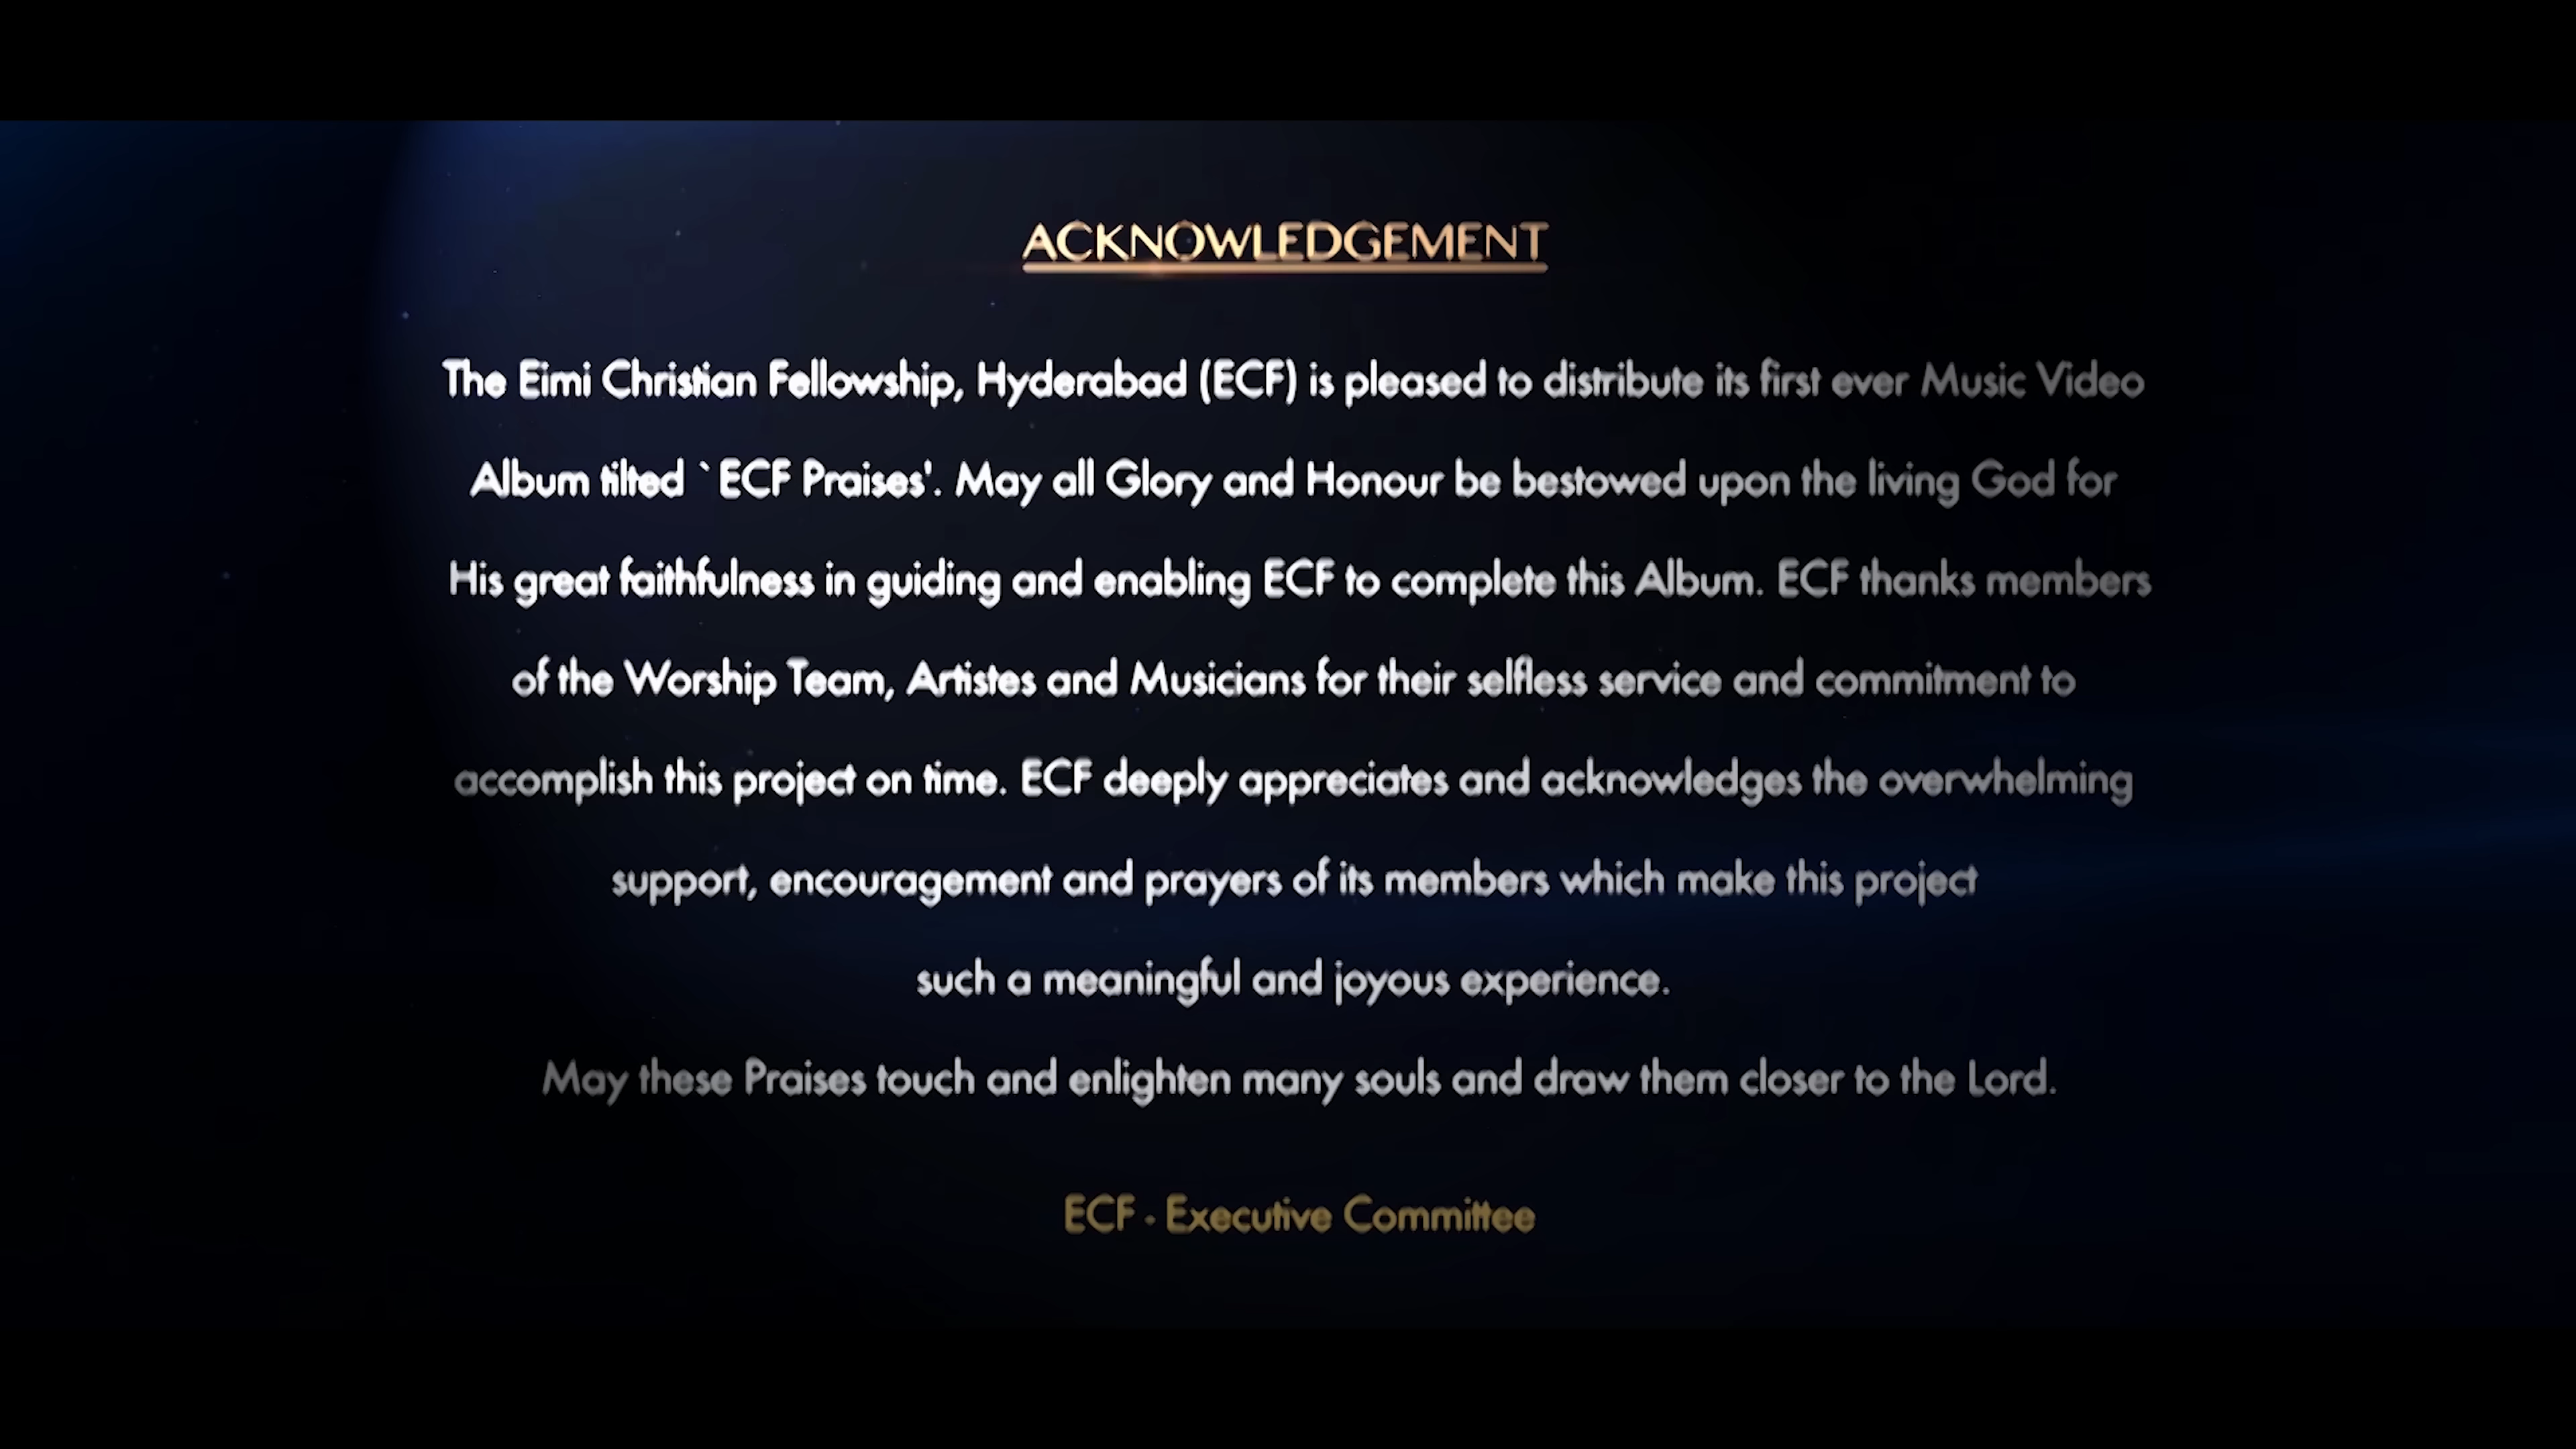 ACKNOWLEDGEMENT
The Eimi Christian Fellowship, Hyderabad (ECF) is pleased to distribute its first ever Music Video
Album tilted `ECF Praises'. May all Glory and Honour be bestowed upon the living God for
His great faithfulness in guiding and enabling ECF to complete this Album. ECF thanks members
of the Worship Team, Artistes and Musicians for their selfless service and commitment to
accomplish this project on time. ECF deeply appreciates and acknowledges the overwhelming
support, encouragement and prayers of its members which make this project
such a meaningful and joyous experience.
May these Praises touch and enlighten many souls and draw them closer to the Lord.
ECF - Executive Committee